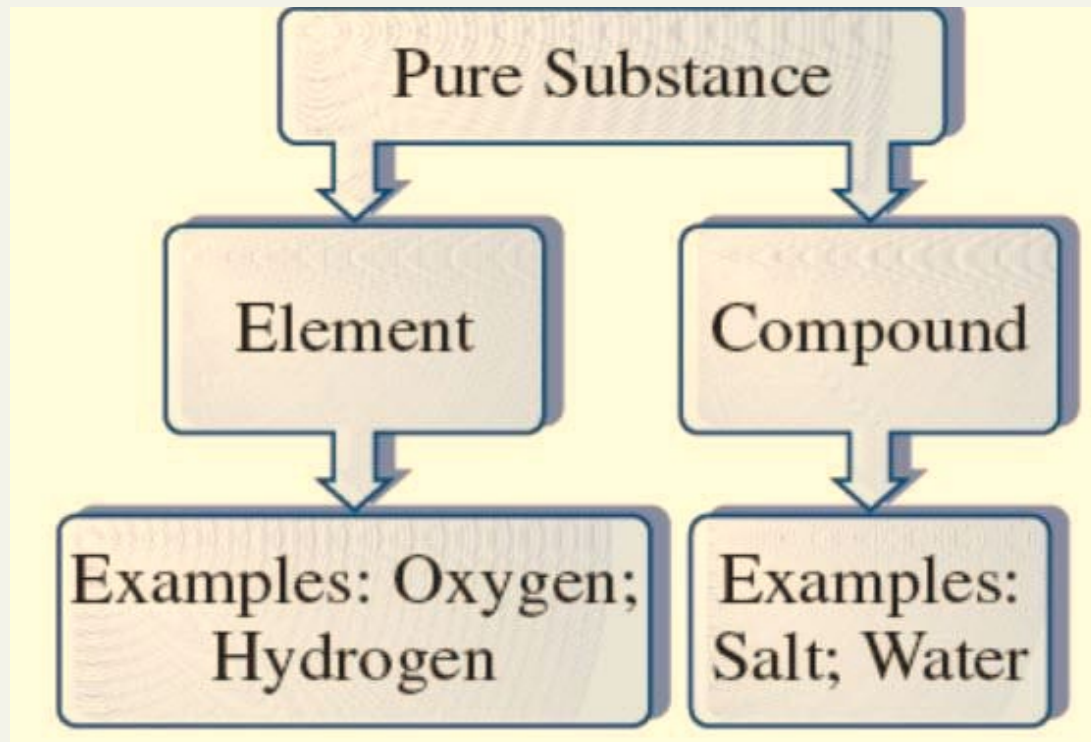 Pure Substance
Element
Compound
Examples: Oxygen;
Hydrogen
Examples:
Salt; Water